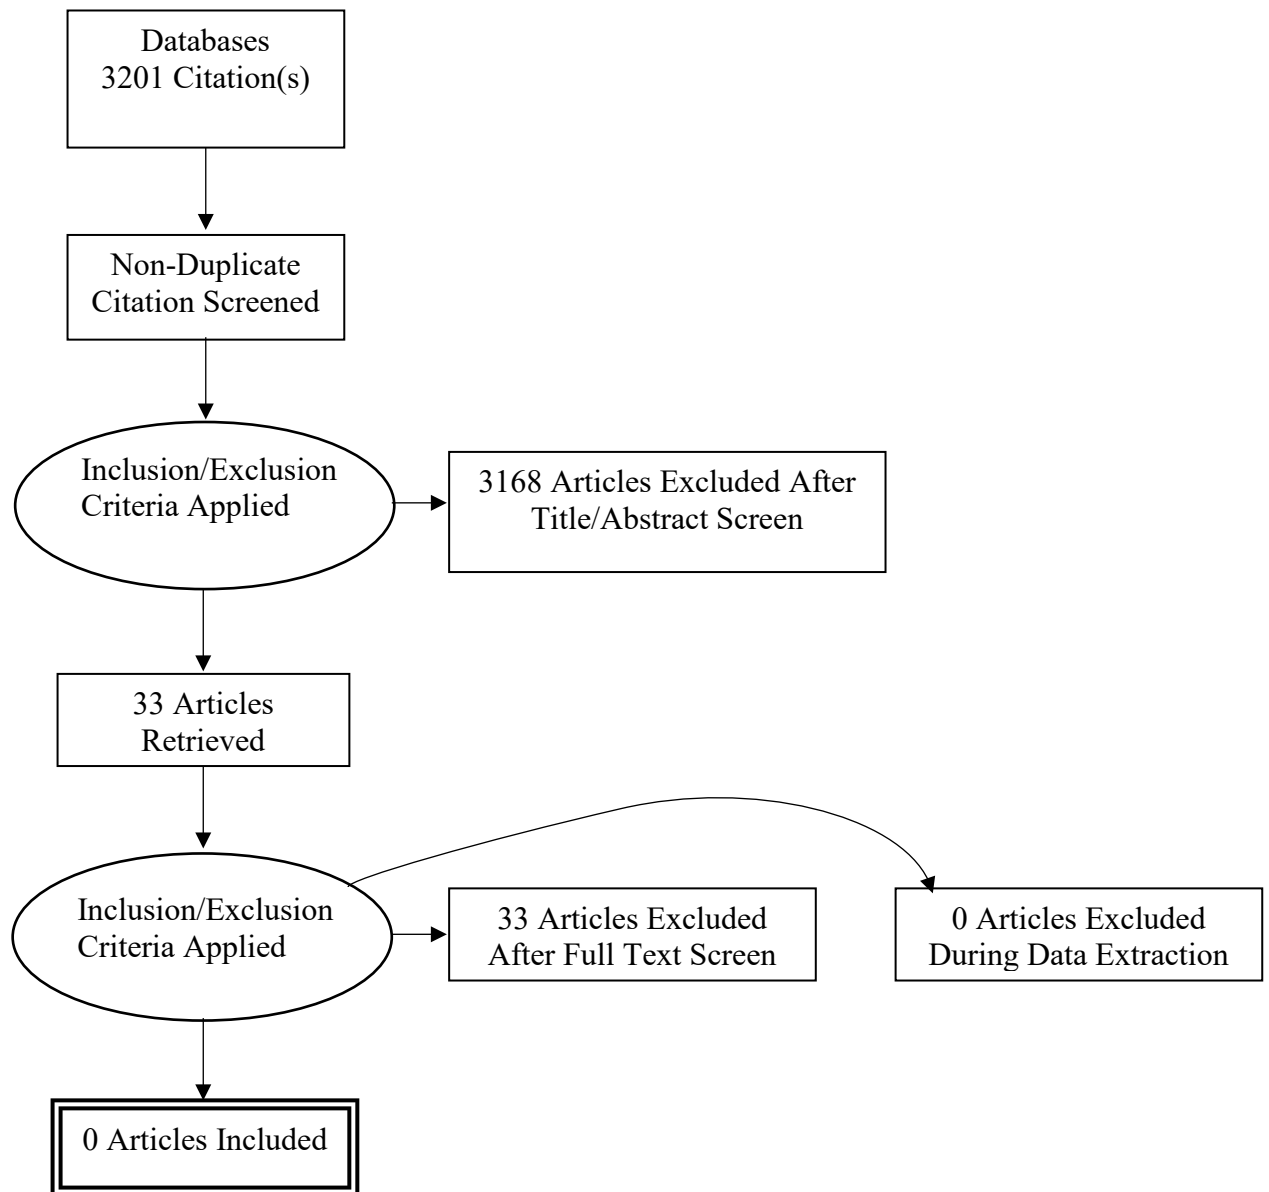 Databases
3201 Citation(s)
Non-Duplicate
Citation Screened
Inclusion/Exclusion
Criteria Applied
3168 Articles Excluded After
Title/Abstract Screen
33 Articles
Retrieved
Inclusion/Exclusion
Criteria Applied
33 Articles Excluded
After Full Text Screen
0 Articles Excluded
During Data Extraction
0 Articles Included